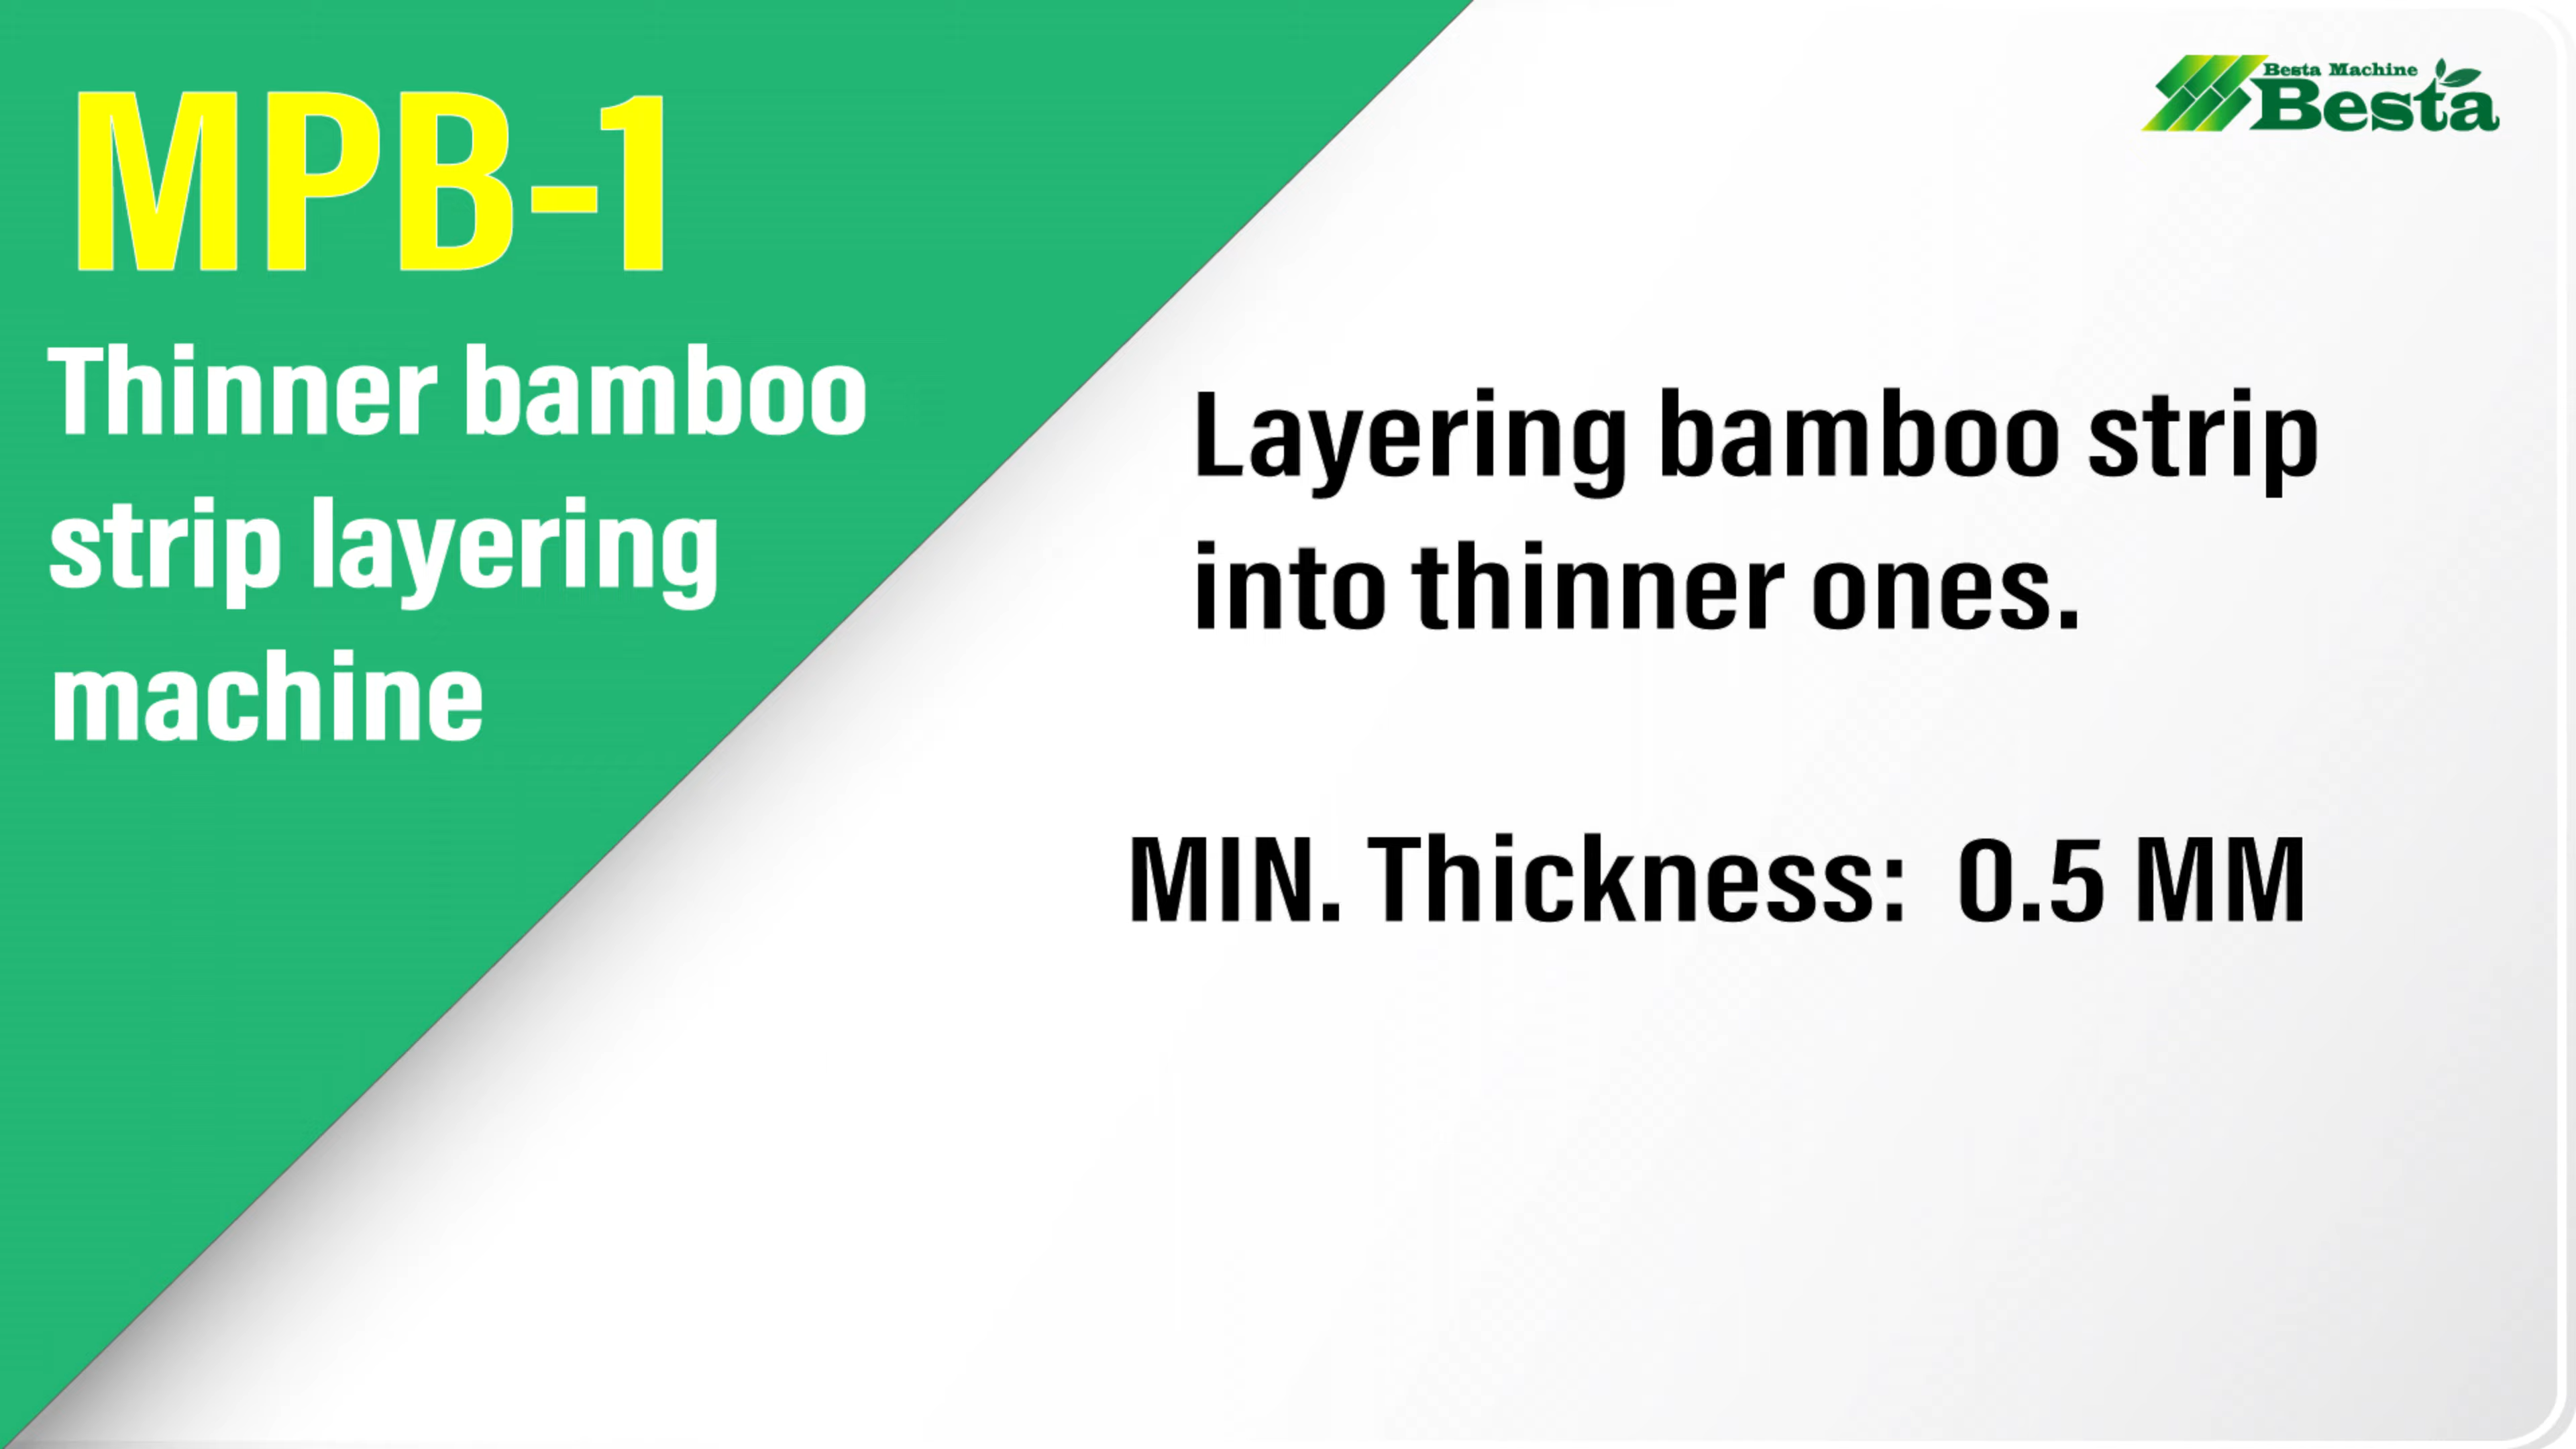 MPB-1
Thinner bamboo
strip layering
machine
Besta Machine
Besta
Layering bamboo strip
into thinner ones.
MIN. Thickness: 0.5 MM